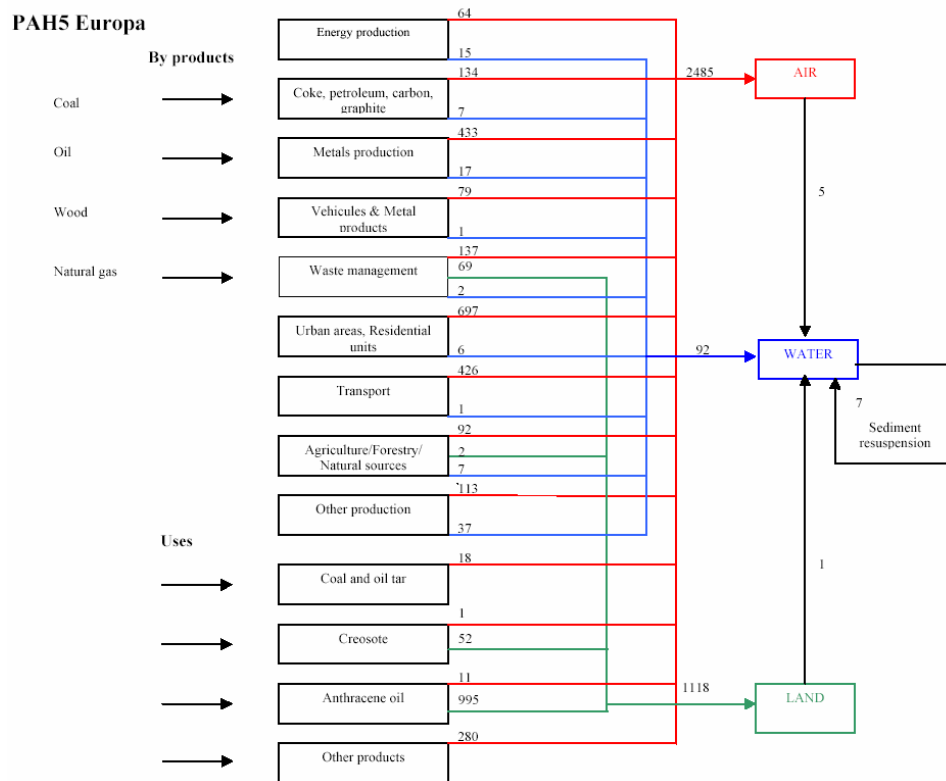 PAH5 Europa
By products
Coal
Oil
Wood
Natural gas
64
Energy production
15
134
Coke, petroleum, carbon,
graphite
7
433
Metals production
17
79
Vehicules & Metal
products
1
137
Waste management
69
2
697
Urban areas, Residential
units
6
426
Transport
1
92
Agriculture/Forestry/
Natural sources
2
7
113
Other production
37
Uses
18
Coal and oil tar
1
Creosote
52
11
Anthracene oil
995
280
Other products
2485
AIR
5
92
WATER
7
Sediment
resuspension
1
1118
LAND